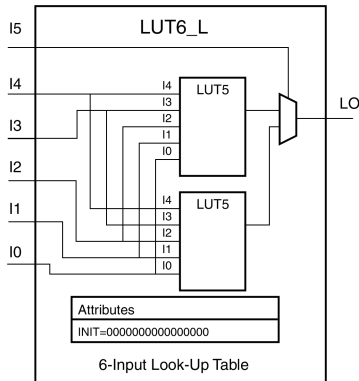 I5
LUT6_L
I4
I3
I2
I1
I0
I4
I3
I2
I1
I0
LUT5
LO
I4
I3
I2
I1
I0
LUT5
Attributes
INIT=0000000000000000
6-Input Look-Up Table